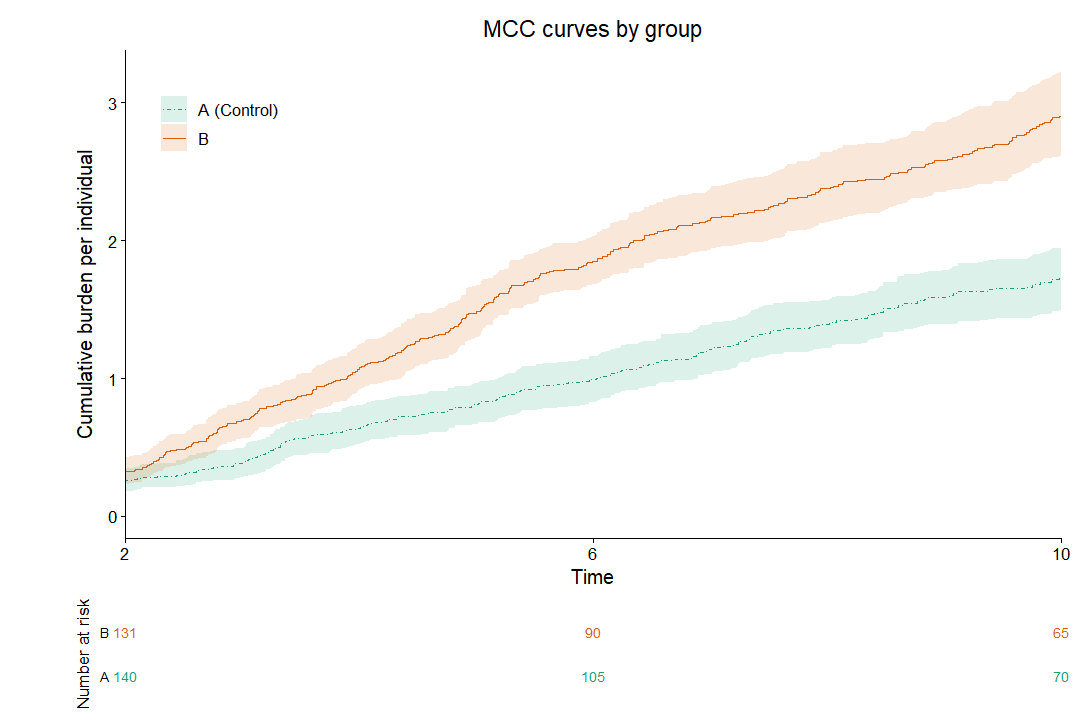 MCC curves by group
A (Control)
B
Cumulative burden per individual
3
2
1
0
2 6 10
Time
Number at risk
B 131 90 65
A 140 105 70